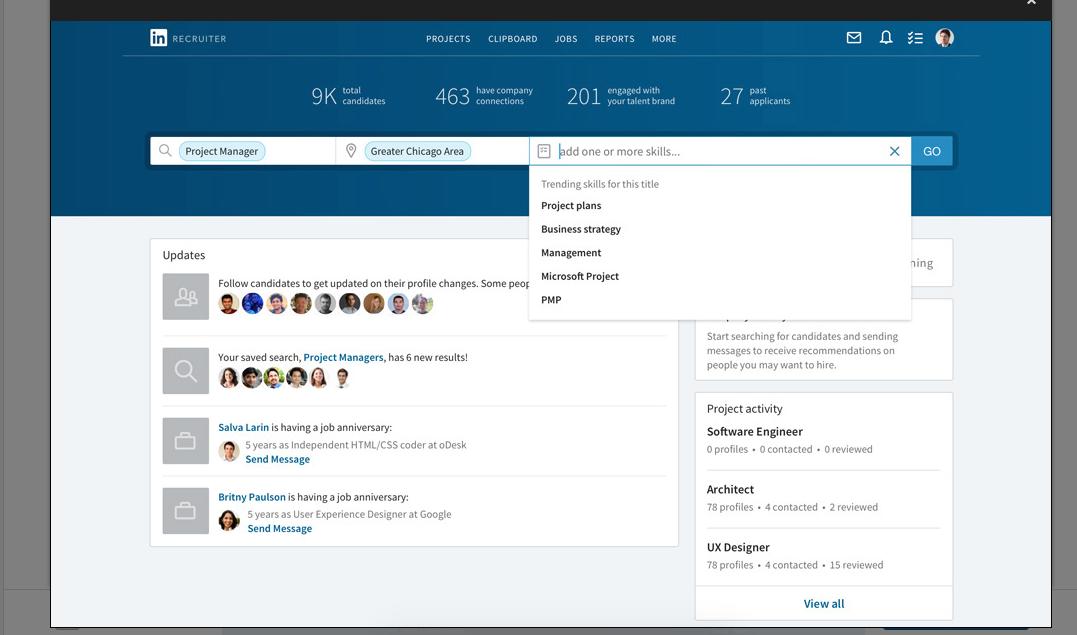 in RECRUITER
PROJECTS CLIPBOARD JOBS REPORTS MORE
9K total candidates
463 have company connections
201 engaged with your talent brand
27 past applicants
Project Manager
Greater Chicago Area
add one or more skills...
GO
Trending skills for this title
Project plans
Business strategy
Management
Microsoft Project
PMP
Updates
Follow candidates to get updated on their profile changes. Some
Your saved search, Project Managers, has 6 new results!
Salva Larin is having a job anniversary:
5 years as Independent HTML/CSS coder at oDesk
Send Message
Britny Paulson is having a job anniversary:
5 years as User Experience Designer at Google
Send Message
Start searching for candidates and sending
messages to receive recommendations on
people you may want to hire.
Project activity
Software Engineer
0 profiles • 0 contacted • 0 reviewed
Architect
78 profiles • 4 contacted • 2 reviewed
UX Designer
78 profiles • 4 contacted • 15 reviewed
View all